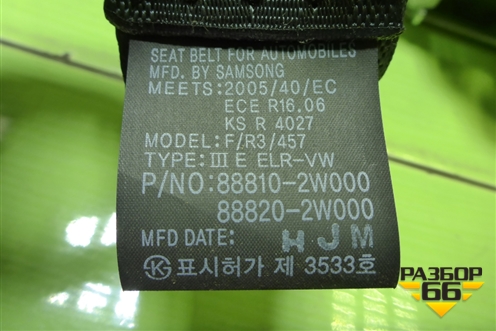 SEAT BELT FOR AUTOMOBILES
MFD. BY SAMSONG
MEETS:2005/40/EC
ECE R16.06
KS R 4027
MODEL: F/R3/457
TYPE: III E ELR-VW
P/NO: 88810-2W000
88820-2W000
MFD DATE: HJM
표시허가 제 3533호
РАЗБОР
66